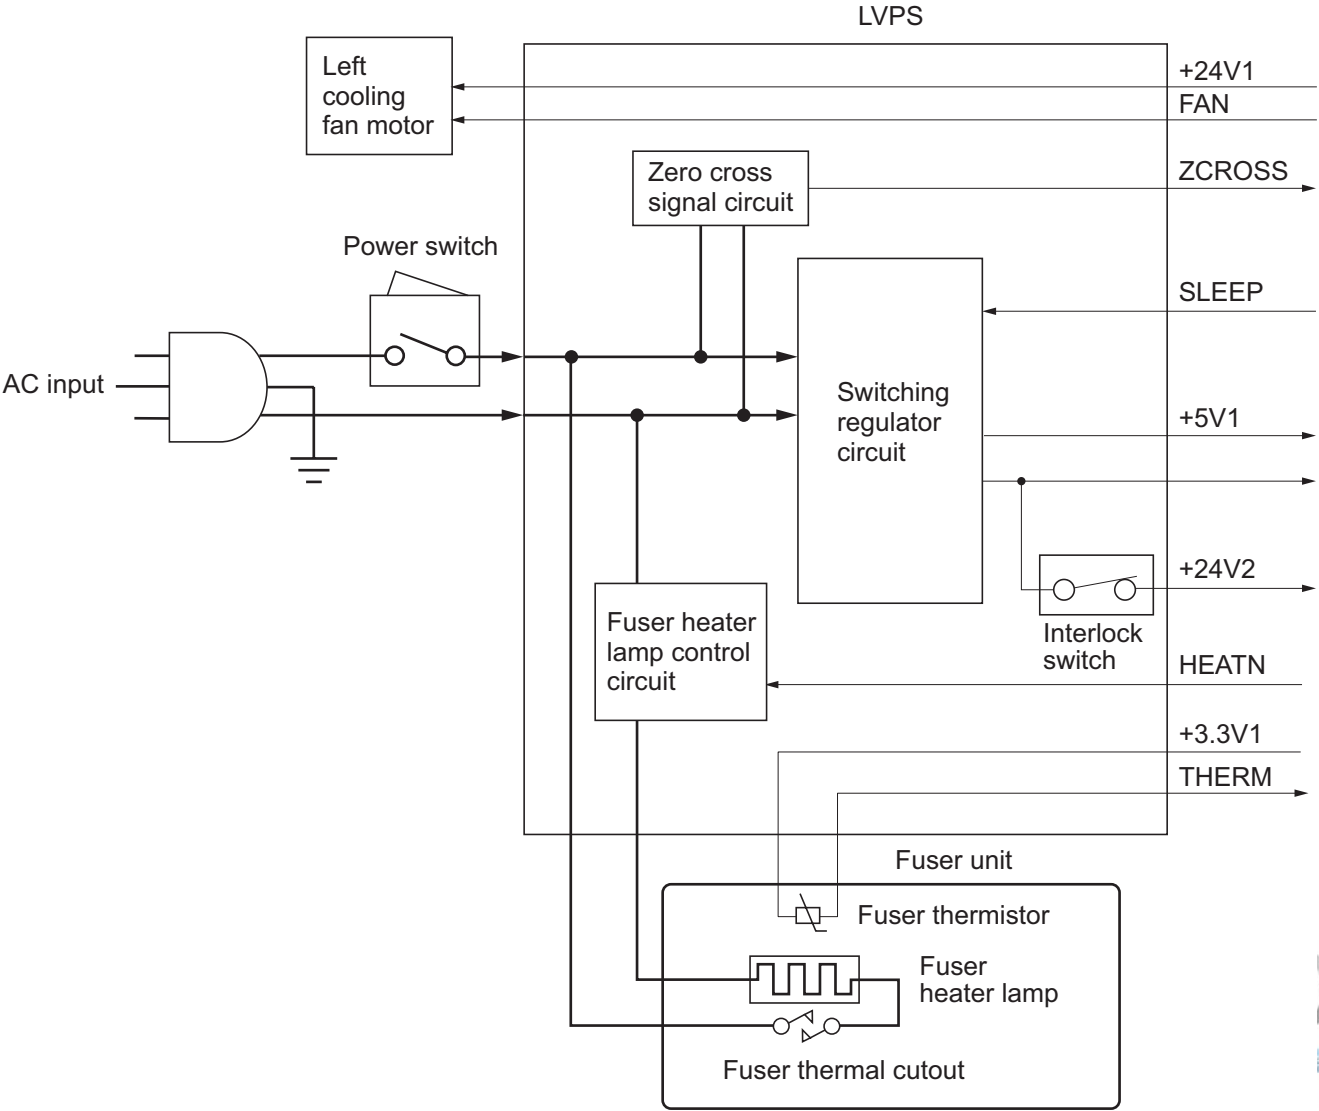 LVPS
Left
cooling
fan motor
+24V1
FAN
Zero cross
signal circuit
ZCROSS
Power switch
SLEEP
AC input
Switching
regulator
circuit
+5V1
+24V2
Interlock
switch
Fuser heater
lamp control
circuit
HEATN
+3.3V1
THERM
Fuser unit
Fuser thermistor
Fuser
heater lamp
Fuser thermal cutout